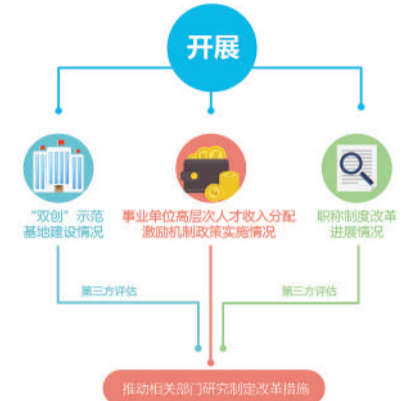 开展
“双创”示范
基地建设情况
事业单位高层次人才收入分配
激励机制政策实施情况
职称制度改革
进展情况
第三方评估
第三方评估
推动相关部门研究制定改革措施